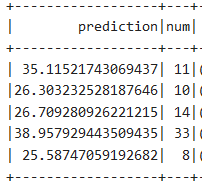 +------------------+---+
|        prediction|num|
+------------------+---+
| 35.11521743069437| 11|(
|26.303232528187646| 10|(
|26.709280926221215| 14|(
|38.957929443509435| 33|(
| 25.58747059192682|  8|(
+------------------+---+